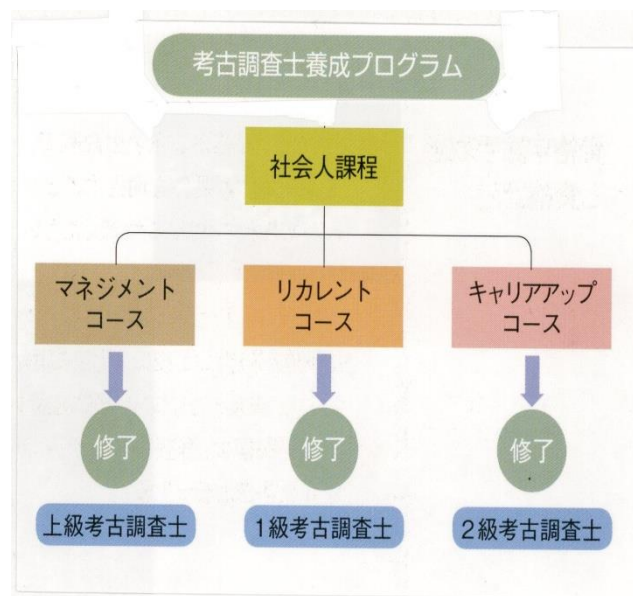 考古調査士養成プログラム
社会人課程
マネジメント
コース
リカレント
コース
キャリアアップ
コース
修了
修了
修了
上級考古調査士
1級考古調査士
2級考古調査士